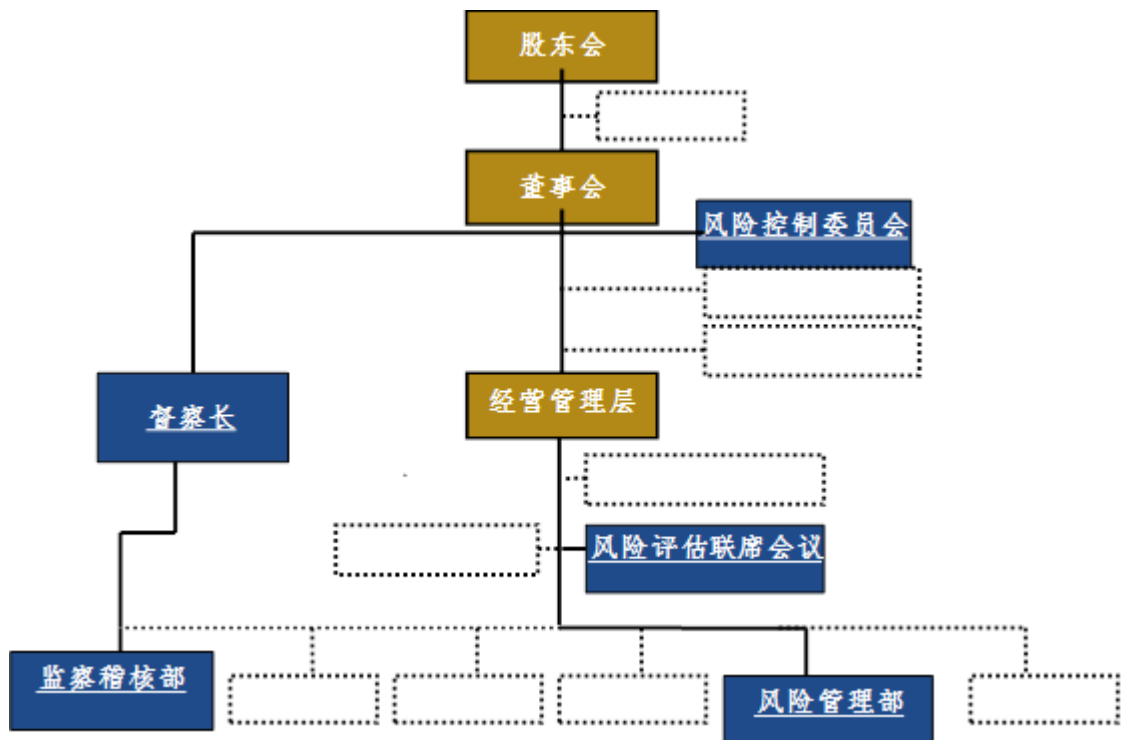 股东会
董事会
风险控制委员会
督察长
经营管理层
风险评估联席会议
监察稽核部
风险管理部